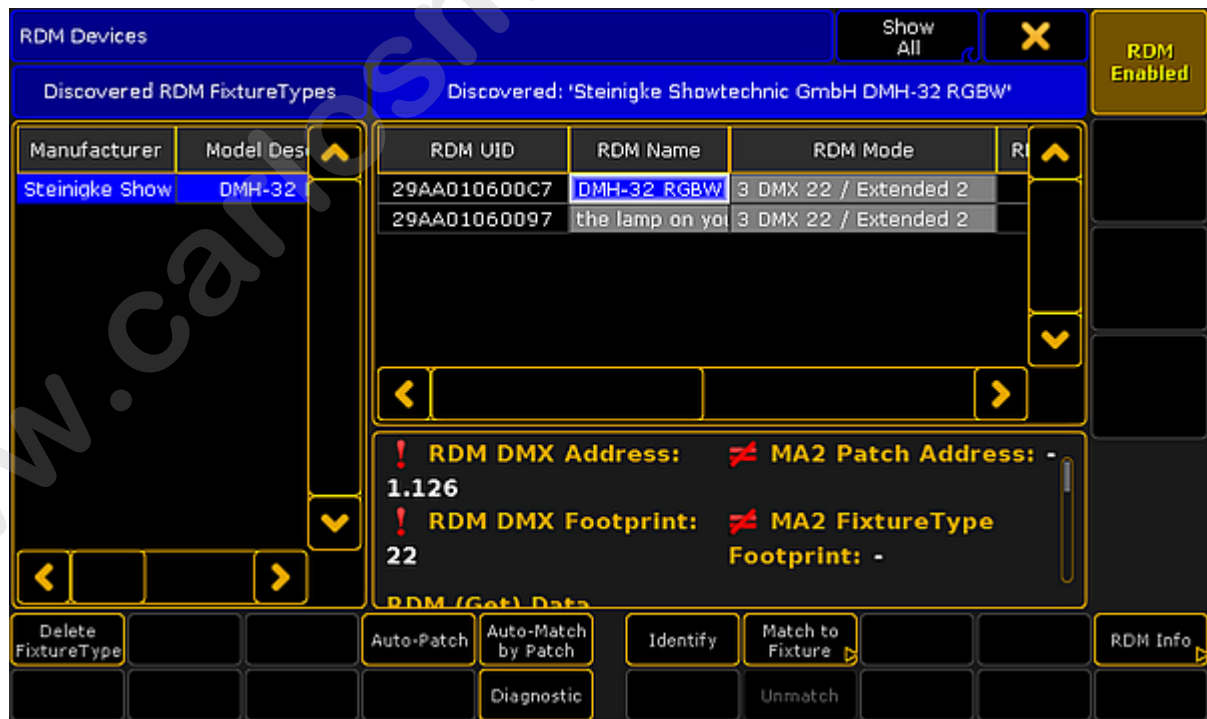 RDM Devices
Show
All
RDM
Enabled
Discovered RDM FixtureTypes
Discovered: 'Steinigke Showtechnic GmbH DMH-32 RGBW'
Manufacturer Model
RDM UID RDM Name RDM Mode
Steinigke Show DMH-32
29AA010600C7 DMH-32 RGBW 3 DMX 22 / Extended 2
29AA01060097 the lamp on 3 DMX 22 / Extended 2
! RDM DMX Address: ≠ MA2 Patch Address: -
1.126
! RDM DMX Footprint: ≠ MA2 FixtureType
22 Footprint: -
RDM (Get) Data
Delete
FixtureType
Auto-Patch
Auto-Match
by Patch
Identify
Match to
Fixture
RDM Info
Diagnostic
Unmatch